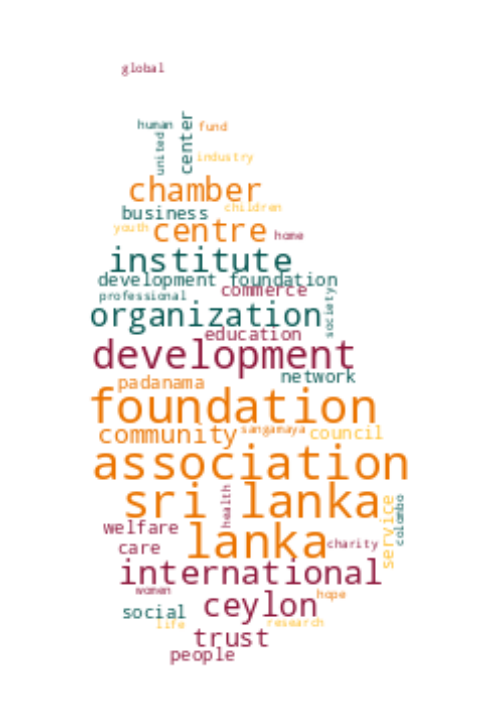 global
human
united
center
fund
industry
chamber
business
children
youth
centre
home
institute
development foundation
professional
commerce
society
organization
education
development
network
padanama
foundation
community
sangamaya
council
association
sri lanka
health
service
colombo
welfare
lanka
care
charity
international
women
hope
social
ceylon
life
research
trust
people